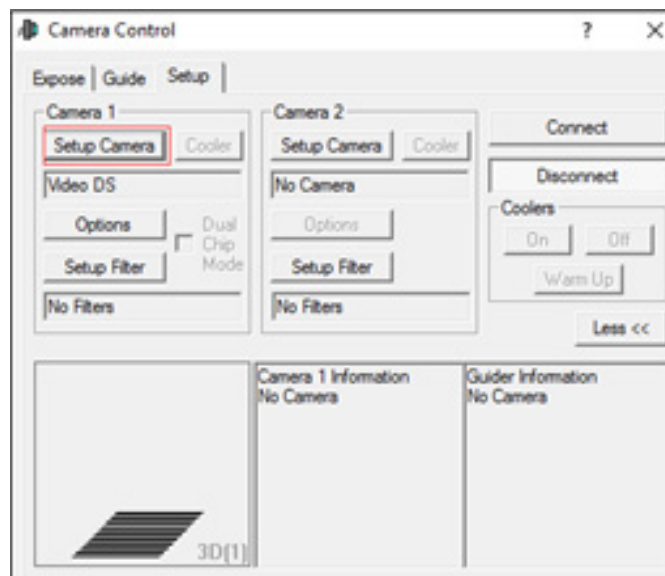 Camera Control
?
Expose Guide Setup
Camera 1
Setup Camera Cooler
Video DS
Options
Dual
Chip
Mode
Setup Filter
No Filters
Camera 2
Setup Camera Cooler
No Camera
Options
Setup Filter
No Filters
Connect
Disconnect
Coolers
On Off
Warm Up
Less <<
3D(1)
Camera 1 Information
No Camera
Guider Information
No Camera